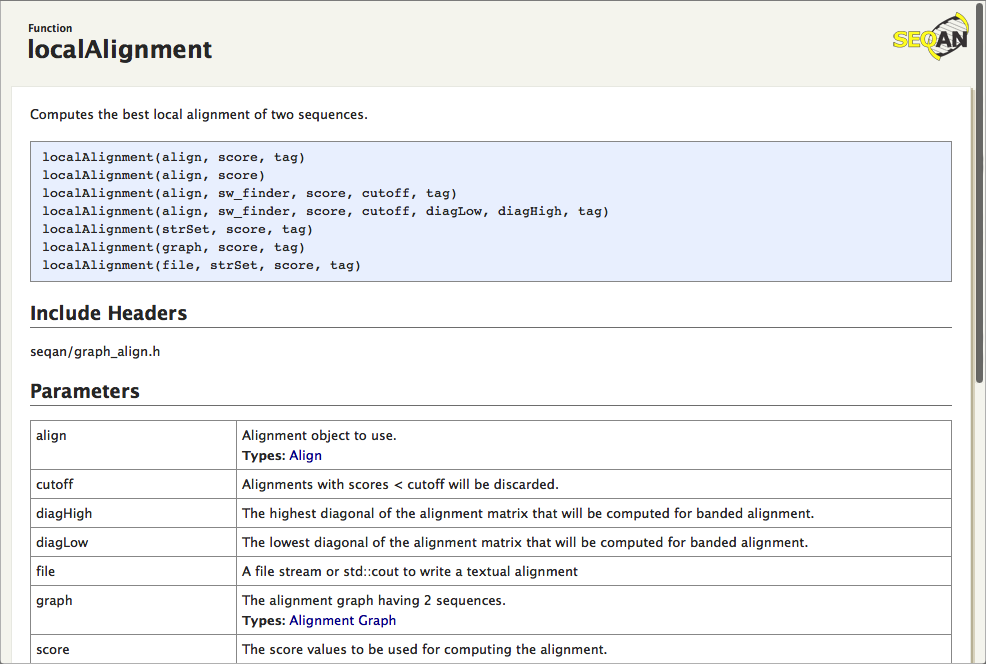 Function
localAlignment
SEQAN
Computes the best local alignment of two sequences.
localAlignment(align, score, tag)
localAlignment(align, score)
localAlignment(align, sw_finder, score, cutoff, tag)
localAlignment(align, sw_finder, score, cutoff, diagLow, diagHigh, tag)
localAlignment(strSet, score, tag)
localAlignment(graph, score, tag)
localAlignment(file, strSet, score, tag)
Include Headers
seqan/graph_align.h
Parameters
align
Alignment object to use.
Types: Align
cutoff
Alignments with scores < cutoff will be discarded.
diagHigh
The highest diagonal of the alignment matrix that will be computed for banded alignment.
diagLow
The lowest diagonal of the alignment matrix that will be computed for banded alignment.
file
A file stream or std::cout to write a textual alignment
graph
The alignment graph having 2 sequences.
Types: Alignment Graph
score
The score values to be used for computing the alignment.